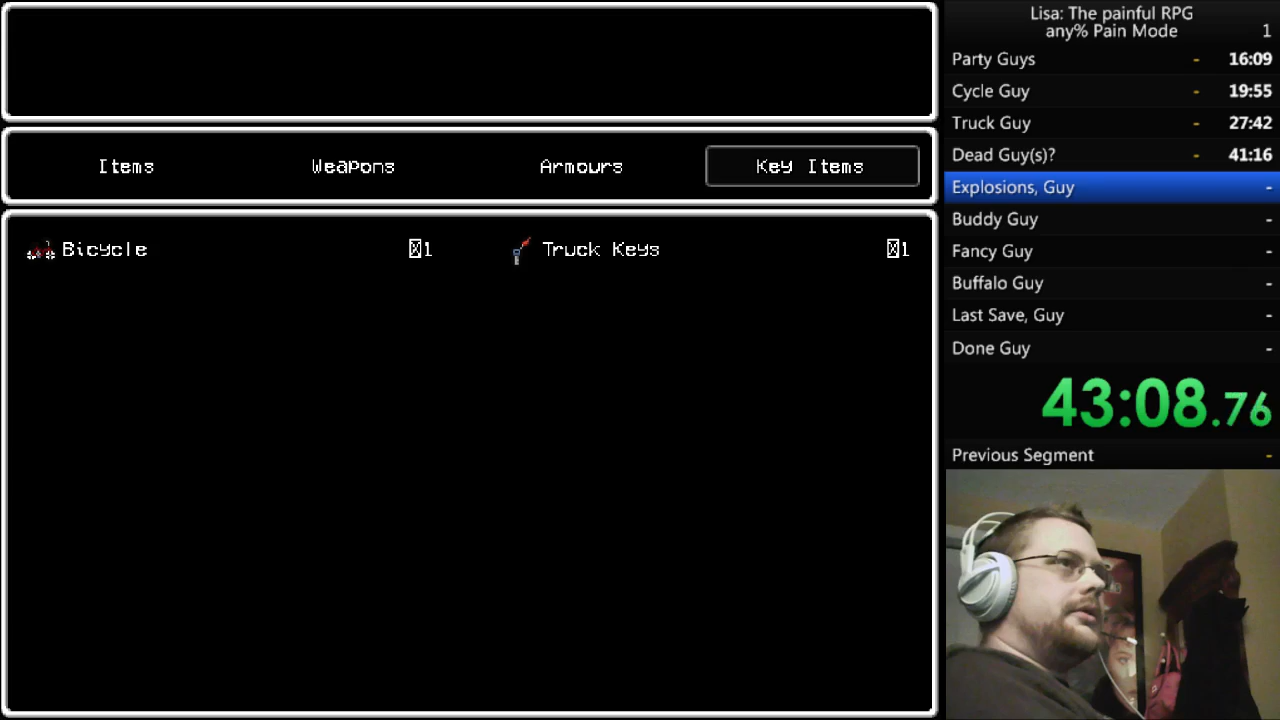 Items Weapons Armours Key Items
Bicycle 1 Truck Keys 1
Lisa: The painful RPG
any% Pain Mode 1
Party Guys - 16:09
Cycle Guy - 19:55
Truck Guy - 27:42
Dead Guy(s)? - 41:16
Explosions, Guy -
Buddy Guy -
Fancy Guy -
Buffalo Guy -
Last Save, Guy -
Done Guy -
43:08.76
Previous Segment -